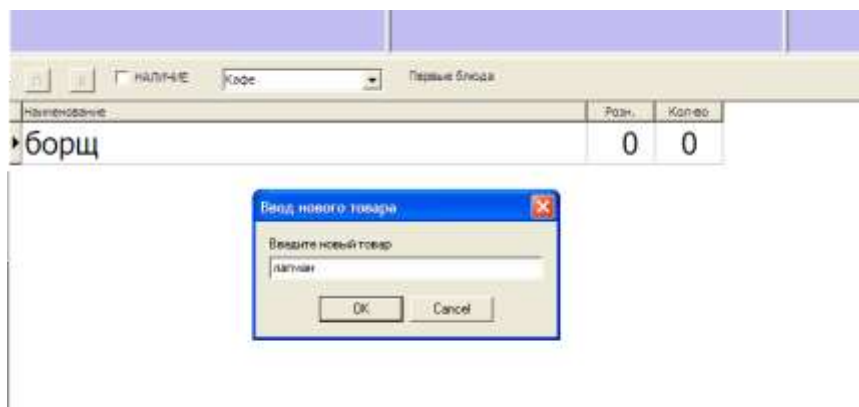 НАЛИЧИЕ Кафе Первые блюда
Наименование Розн. Кол-во
борщ 0 0
Ввод нового товара
Введите новый товар
лагман
OK Cancel